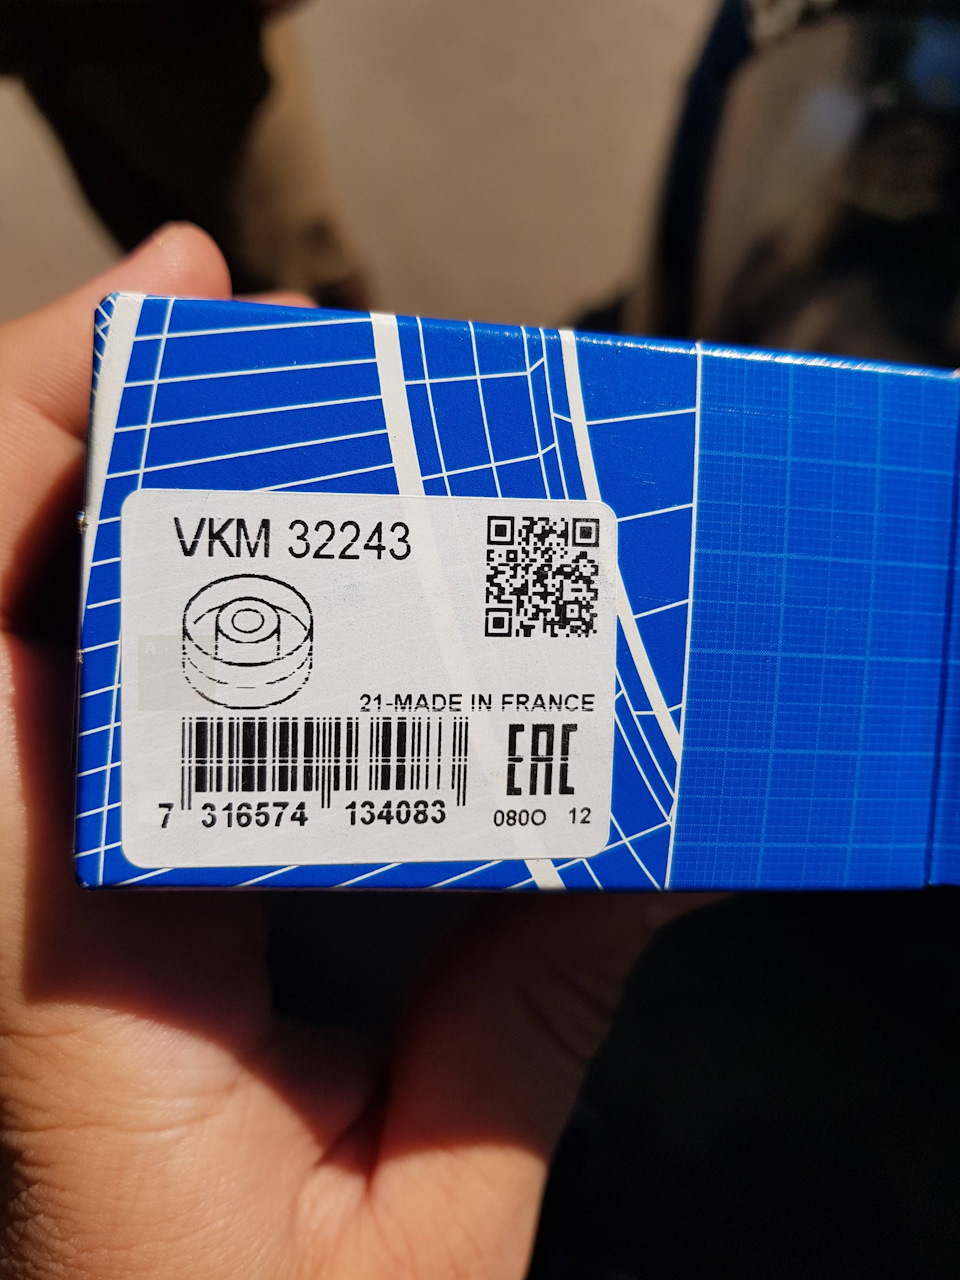 VKM 32243
21-MADE IN FRANCE
EAC
7 316574 134083
080O 12